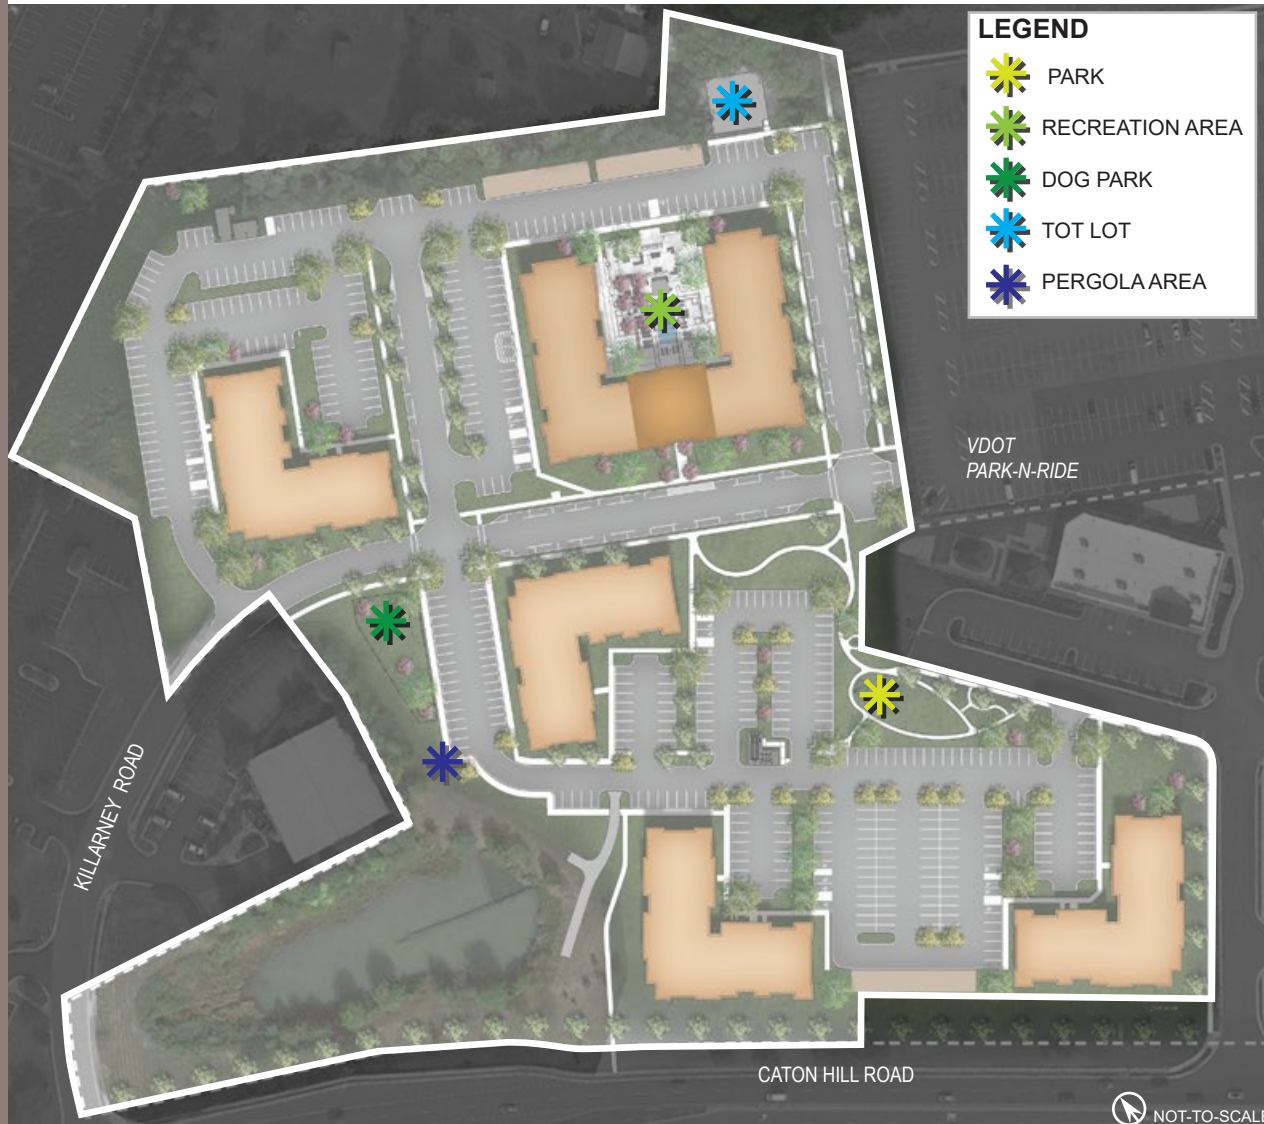 LEGEND
PARK
RECREATION AREA
DOG PARK
TOT LOT
PERGOLA AREA
VDOT
PARK-N-RIDE
KILLARNEY ROAD
CATON HILL ROAD
NOT-TO-SCALE